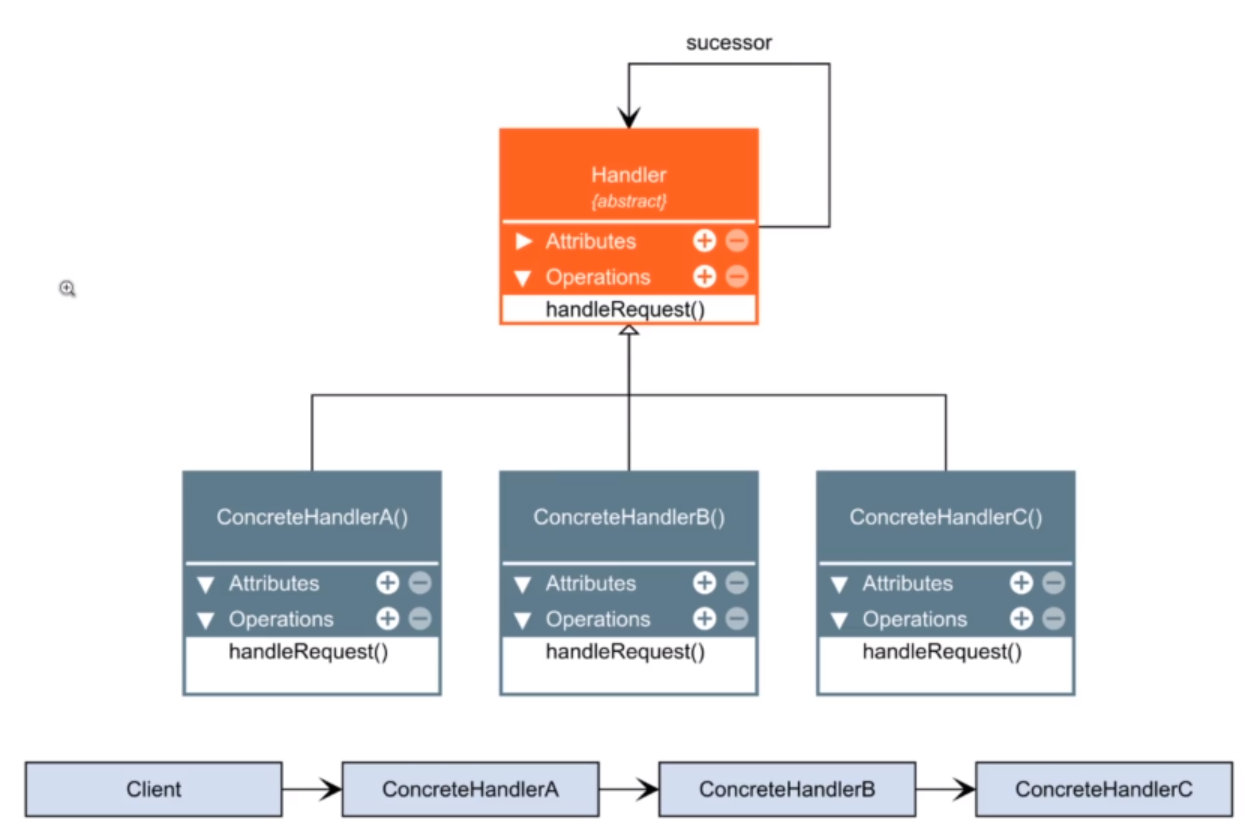 sucessor
Handler
{abstract}
Attributes
Operations
handleRequest()
ConcreteHandlerA()
Attributes
Operations
handleRequest()
ConcreteHandlerB()
Attributes
Operations
handleRequest()
ConcreteHandlerC()
Attributes
Operations
handleRequest()
Client
ConcreteHandlerA
ConcreteHandlerB
ConcreteHandlerC